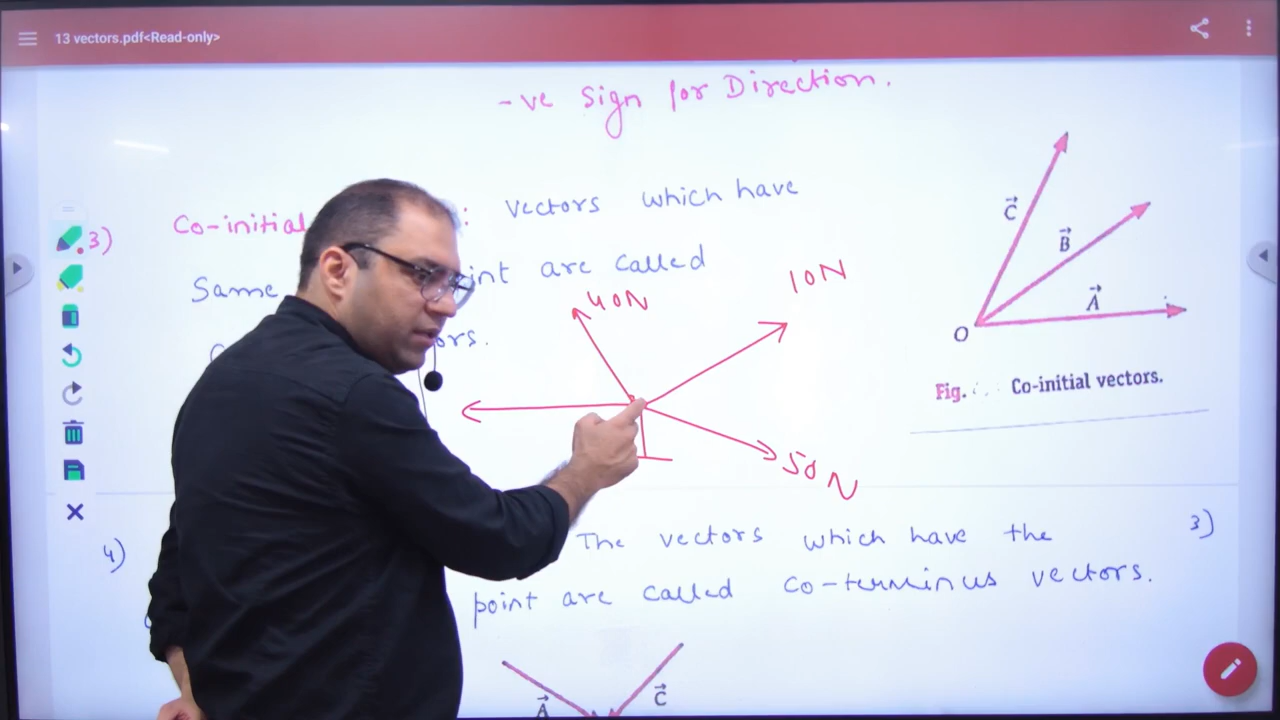 13 vectors.pdf<Read-only>
-ve Sign for Direction.
3) Co-initial : Vectors which have
Same point are called
ors.
40N
10N
50N
C
B
A
O
Fig. Co-initial vectors.
4) The vectors which have the
3)
point are called Co-terminus vectors.
A
C